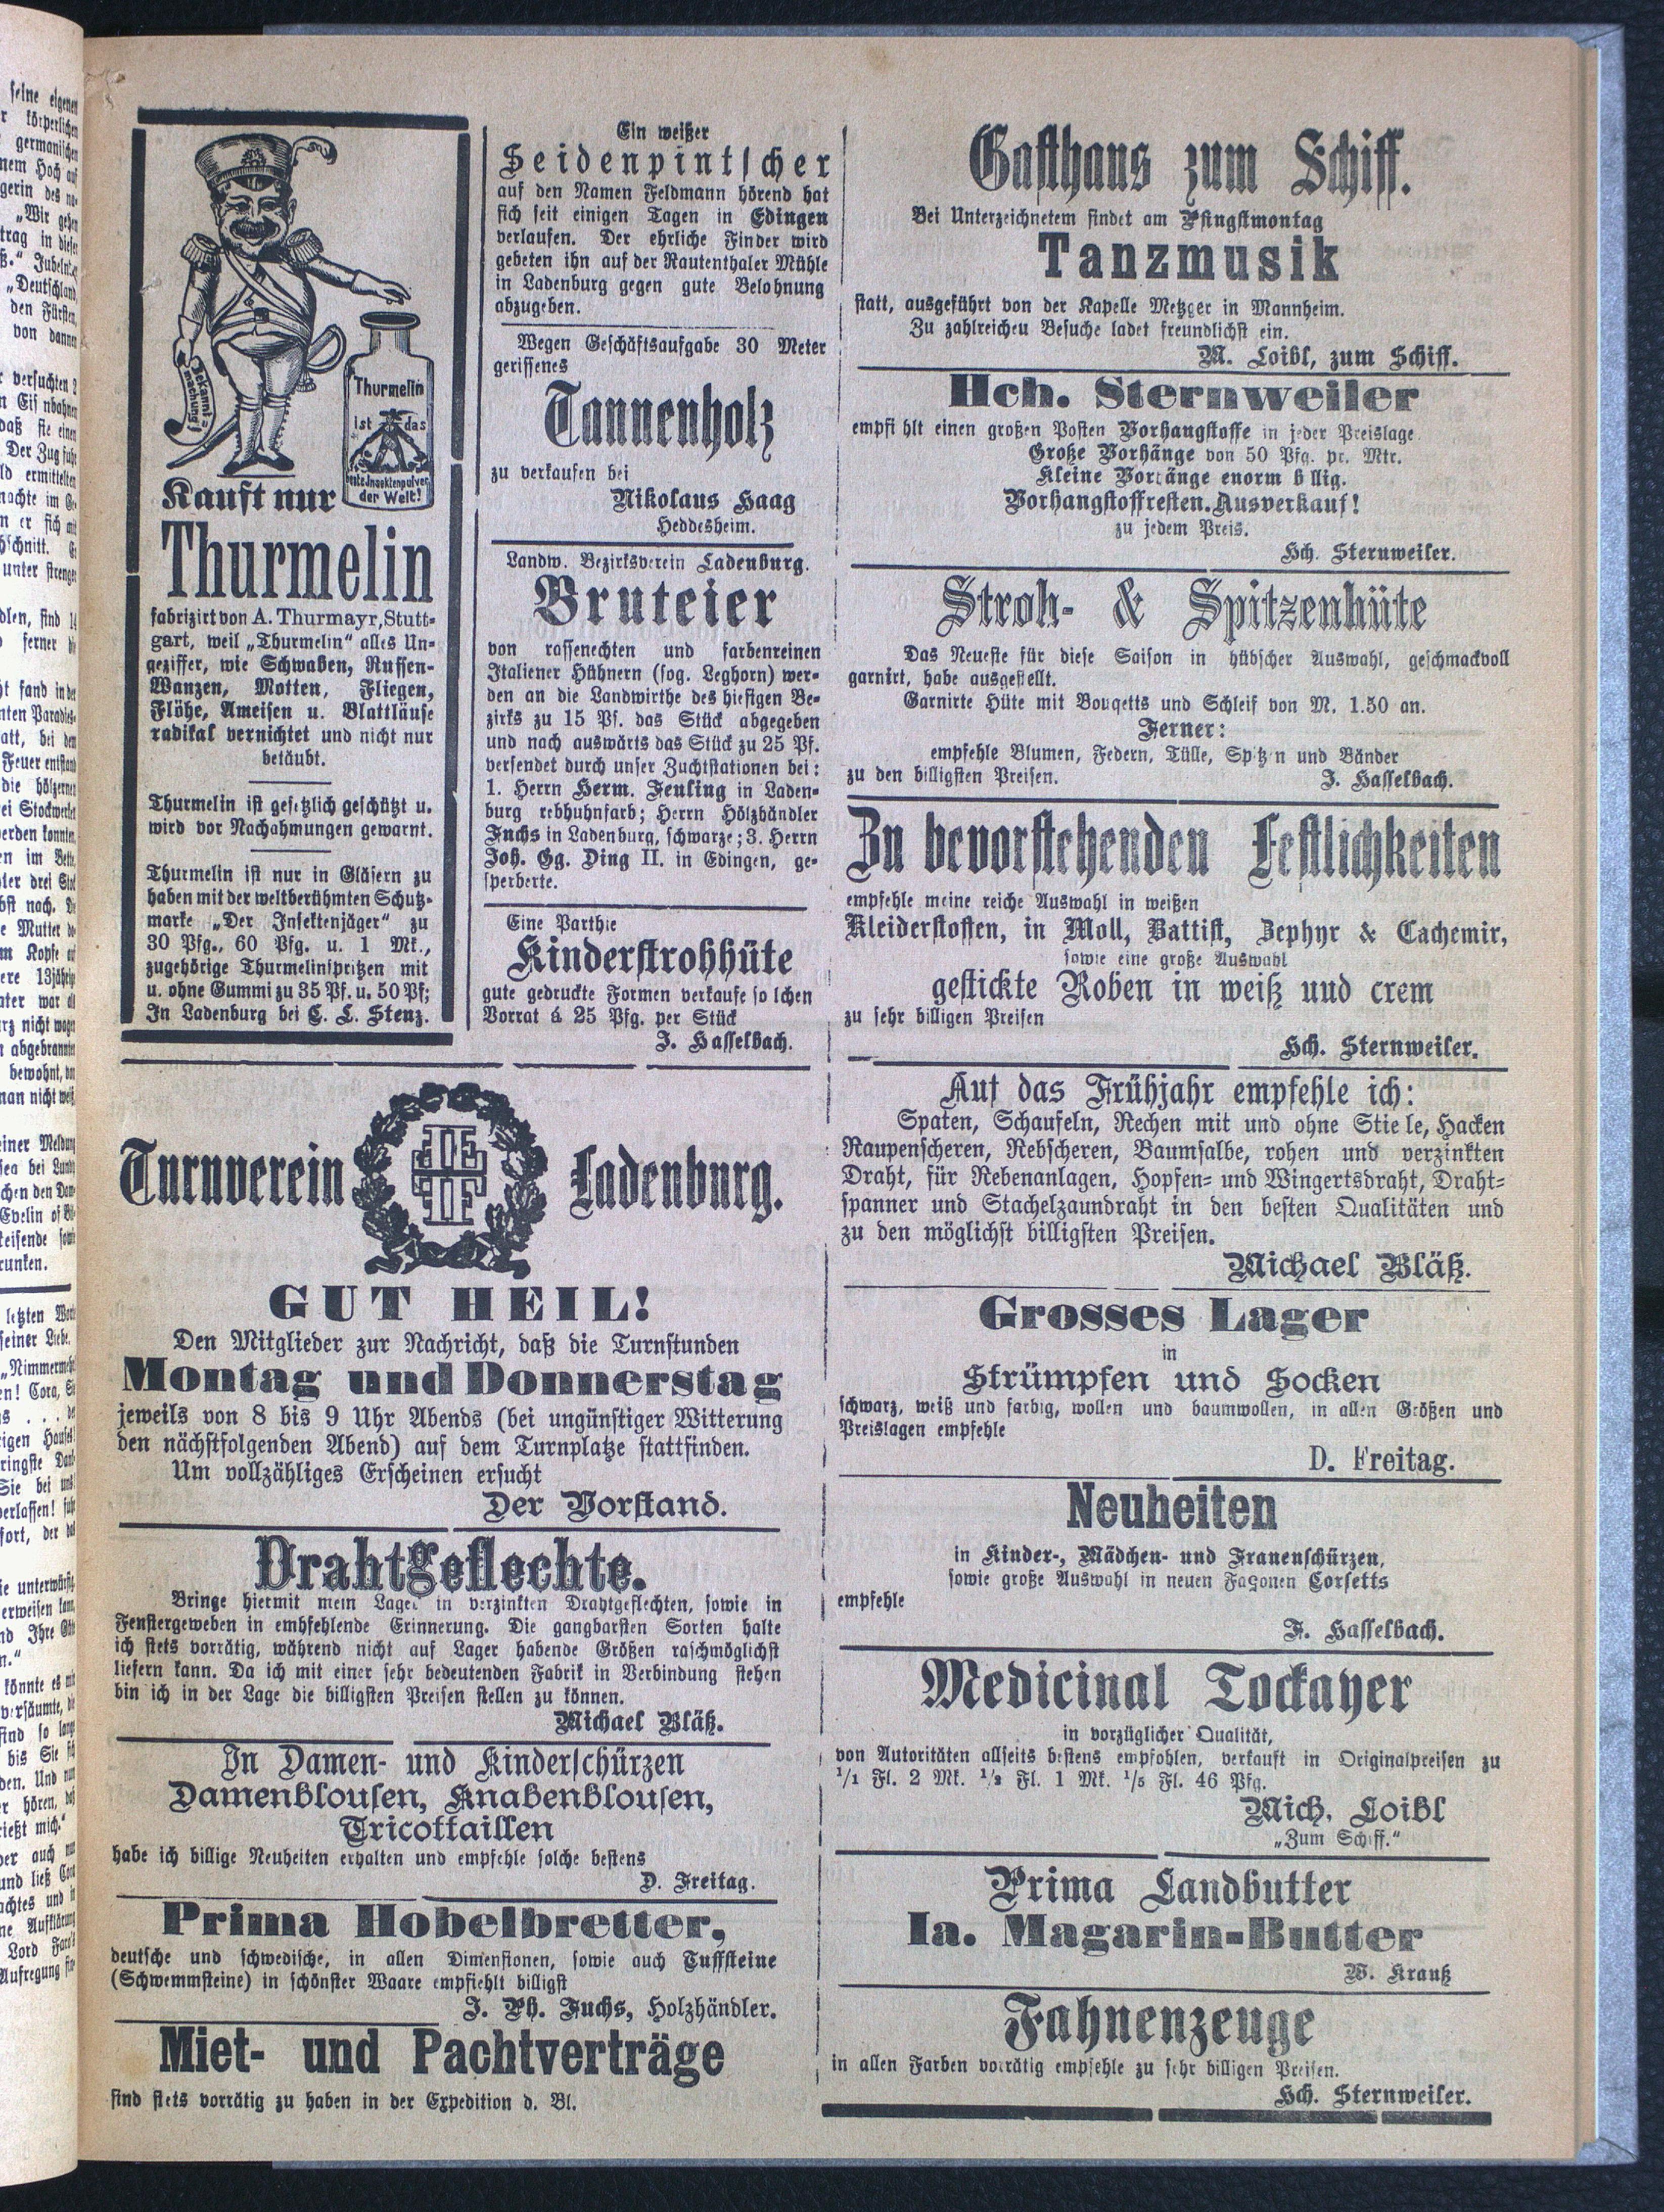 Bekannt=
machung!
Thurmelin
ist das
beste Insektenpulver
der Welt!
Kauft nur
Thurmelin
fabrizirt von A. Thurmayr, Stutt=
gart, weil „Thurmelin“ alles Un=
geziffer, wie Schwaben, Russen-
Wanzen, Motten, Fliegen,
Flöhe, Ameisen u. Blattläuse
radikal vernichtet und nicht nur
betäubt.
Thurmelin ist gesetzlich geschützt u.
wird vor Nachahmungen gewarnt.
Thurmelin ist nur in Gläsern zu
haben mit der weltberühmten Schutz=
marke „Der Insektenjäger“ zu
30 Pfg., 60 Pfg. u. 1 Mk.,
zugehörige Thurmelinspritzen mit
u. ohne Gummi zu 35 Pf. u. 50 Pf;
In Ladenburg bei C. L. Stenz.
Ein weißer
Seidenpintscher
auf den Namen Feldmann hörend hat
sich seit einigen Tagen in Edingen
verlaufen. Der ehrliche Finder wird
gebeten ihn auf der Rautenthaler Mühle
in Ladenburg gegen gute Belohnung
abzugeben.
Wegen Geschäftsaufgabe 30 Meter
gerissenes
Tannenholz
zu verkaufen bei
Nikolaus Haag
Heddesheim.
Landw. Bezirksverein Ladenburg.
Bruteier
von rassenechten und farbenreinen
Italiener Hühnern (sog. Leghorn) wer=
den an die Landwirthe des hiesigen Be=
zirks zu 15 Pf. das Stück abgegeben
und nach auswärts das Stück zu 25 Pf.
versendet durch unser Zuchtstationen bei:
1. Herrn Herm. Feuling in Laden=
burg rebhuhnfarb; Herrn Hölzhändler
Fuchs in Ladenburg, schwarze; 3. Herrn
Joh. Gg. Ding II. in Edingen, ge=
sperberte.
Eine Parthie
Kinderstrohhüte
gute gedruckte Formen verkaufe so lchen
Vorrat á 25 Pfg. per Stück
J. Hasselbach.
Turnverein Ladenburg.
GUT HEIL!
Den Mitglieder zur Nachricht, daß die Turnstunden
Montag und Donnerstag
jeweils von 8 bis 9 Uhr Abends (bei ungünstiger Witterung
den nächstfolgenden Abend) auf dem Turnplatze stattfinden.
Um vollzähliges Erscheinen ersucht
Der Vorstand.
Drahtgeflechte.
Bringe hiermit mein Lager in verzinkten Drahtgeflechten, sowie in
Fenstergeweben in emhfehlende Erinnerung. Die gangbarsten Sorten halte
ich stets vorrätig, während nicht auf Lager habende Größen raschmöglichst
liefern kann. Da ich mit einer sehr bedeutenden Fabrik in Verbindung stehen
bin ich in der Lage die billigsten Preisen stellen zu können.
Michael Bläß.
In Damen- und Kinderschürzen
Damenblousen, Knabenblousen,
Tricottaillen
habe ich billige Neuheiten erhalten und empfehle solche bestens
D. Freitag.
Prima Hobelbretter,
deutsche und schwedische, in allen Dimensionen, sowie auch Tuffsteine
(Schwemmsteine) in schönster Waare empfiehlt billigst
J. Ph. Fuchs, Holzhändler.
Miet- und Pachtverträge
sind stets vorrätig zu haben in der Expedition d. Bl.
Gasthaus zum Schiff.
Bei Unterzeichnetem findet am Pfingstmontag
Tanzmusik
statt, ausgeführt von der Kapelle Metzger in Mannheim.
Zu zahlreichen Besuche ladet freundlichst ein.
M. Loibl, zum Schiff.
Hch. Sternweiler
empfi hlt einen großen Posten Vorhangstoffe in jeder Preislage
Große Vorhänge von 50 Pfg. pr. Mtr.
Kleine Vorhänge enorm b llig.
Vorhangstoffresten. Ausverkauf!
zu jedem Preis.
Hch. Sternweiler.
Stroh- & Spitzenhüte
Das Neueste für diese Saison in hübscher Auswahl, geschmackvoll
garnirt, habe ausgestellt.
Garnirte Hüte mit Bouqetts und Schleif von M. 1.50 an.
Ferner:
empfehle Blumen, Federn, Tülle, Spitz n und Bänder
zu den billigsten Preisen. J. Hasselbach.
Zu bevorstehenden Festlichkeiten
empfehle meine reiche Auswahl in weißen
Kleiderstoffen, in Moll, Battist, Zephyr & Cachemir,
sowie eine große Auswahl
gestickte Roben in weiß und crem
zu sehr billigen Preisen
Hch. Sternweiler.
Auf das Frühjahr empfehle ich:
Spaten, Schaufeln, Rechen mit und ohne Stie le, Hacken
Raupenscheren, Rebscheren, Baumsalbe, rohen und verzinkten
Draht, für Rebenanlagen, Hopfen= und Wingertsdraht, Draht=
spanner und Stachelzaundraht in den besten Qualitäten und
zu den möglichst billigsten Preisen.
Michael Bläß.
Grosses Lager
in
Strümpfen und Socken
schwarz, weiß und farbig, wollen und baumwollen, in allen Größen und
Preislagen empfehle
D. Freitag.
Neuheiten
in Kinder-, Mädchen- und Frauenschürzen,
sowie große Auswahl in neuen Façonen Corsetts
empfehle
F. Hasselbach.
Medicinal Tockayer
in vorzüglicher Qualität,
von Autoritäten allseits bestens empfohlen, verkauft in Originalpreisen zu
1/1 Fl. 2 Mk. 1/2 Fl. 1 Mk. 1/5 Fl. 46 Pfg.
Mich. Loibl
„Zum Schiff.“
Prima Landbutter
Ia. Magarin-Butter
W. Krauß
Fahnenzeuge
in allen Farben vorrätig empfehle zu sehr billigen Preisen.
Hch. Sternweiler.